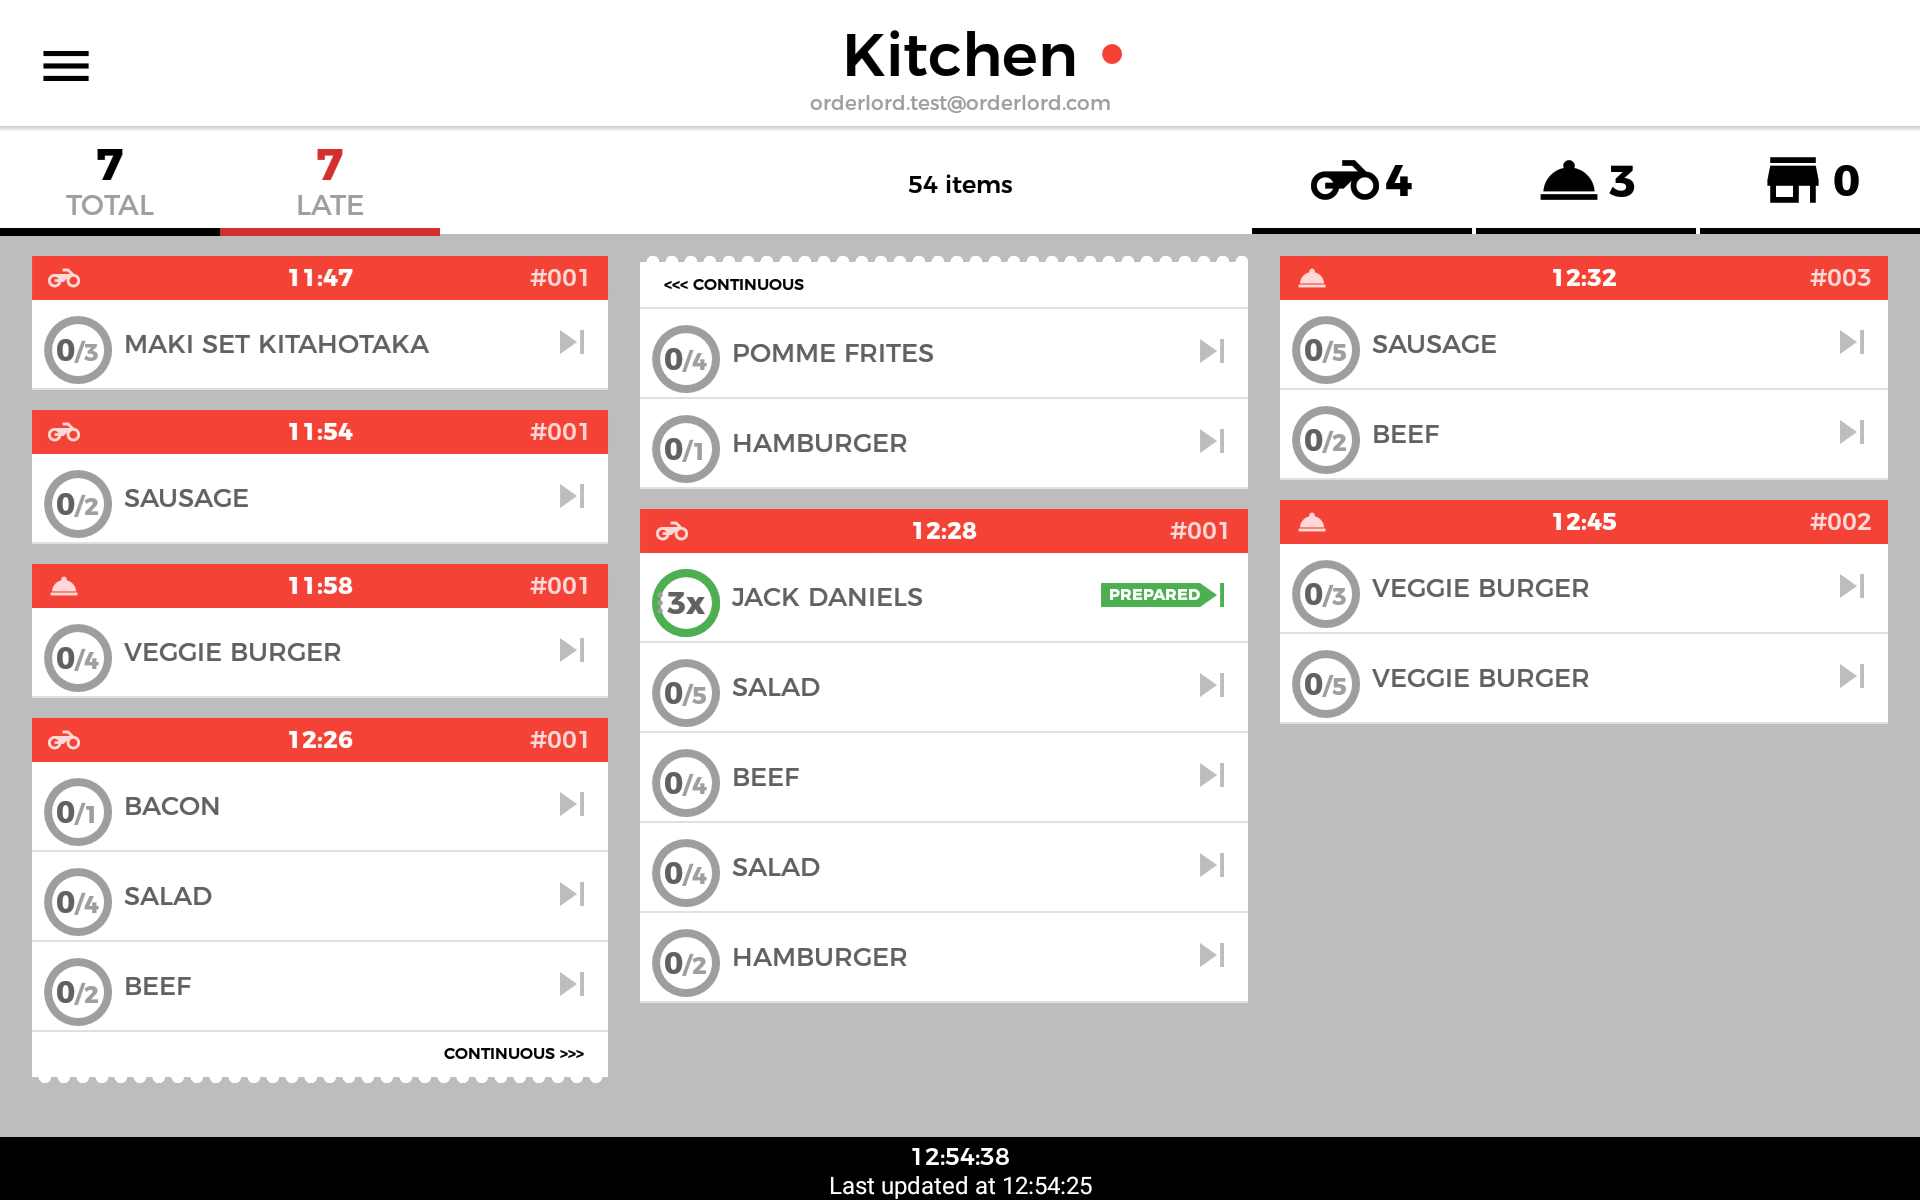 Kitchen
orderlord.test@orderlord.com
7
TOTAL
7
LATE
54 items
4
3
0
11:47 #001
0/3 MAKI SET KITAHOTAKA
11:54 #001
0/2 SAUSAGE
11:58 #001
0/4 VEGGIE BURGER
12:26 #001
0/1 BACON
0/4 SALAD
0/2 BEEF
CONTINUOUS >>>
<<< CONTINUOUS
0/4 POMME FRITES
0/1 HAMBURGER
12:28 #001
3x JACK DANIELS PREPARED
0/5 SALAD
0/4 BEEF
0/4 SALAD
0/2 HAMBURGER
12:32 #003
0/5 SAUSAGE
0/2 BEEF
12:45 #002
0/3 VEGGIE BURGER
0/5 VEGGIE BURGER
12:54:38
Last updated at 12:54:25